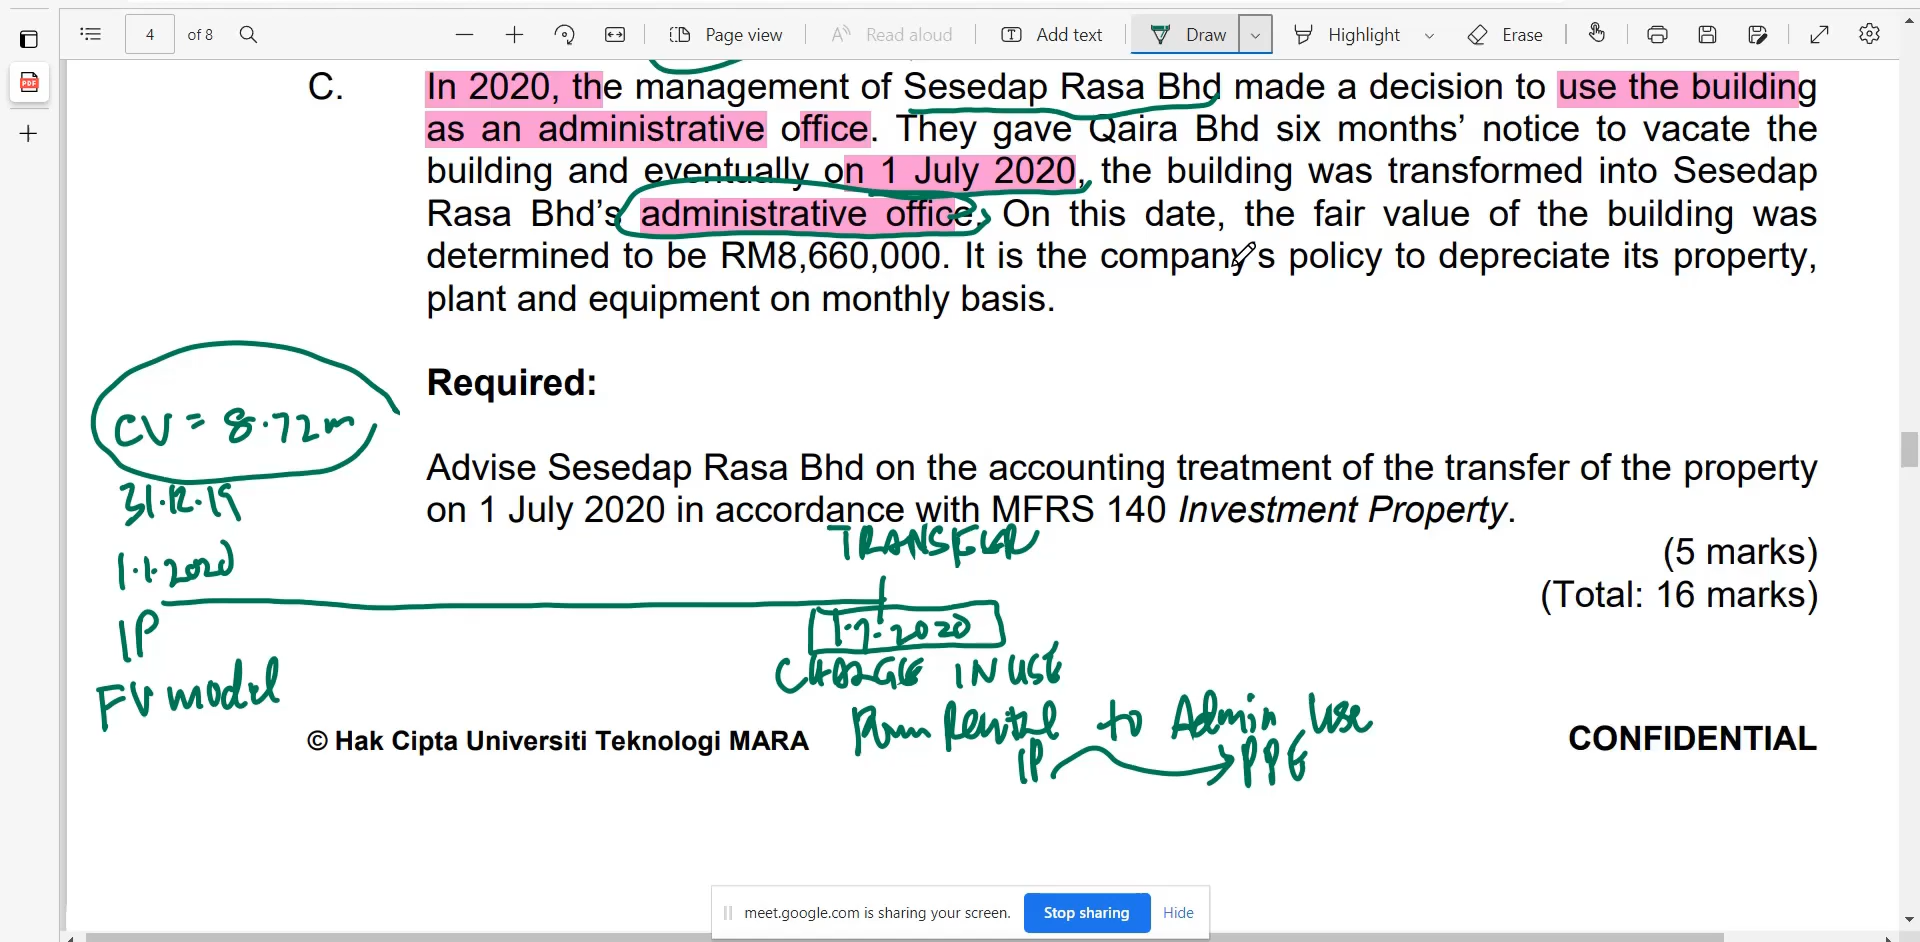 4 of 8 Page view Read aloud Add text Draw Highlight Erase
C. In 2020, the management of Sesedap Rasa Bhd made a decision to use the building
as an administrative office. They gave Qaira Bhd six months’ notice to vacate the
building and eventually on 1 July 2020, the building was transformed into Sesedap
Rasa Bhd’s administrative office. On this date, the fair value of the building was
determined to be RM8,660,000. It is the company’s policy to depreciate its property,
plant and equipment on monthly basis.
Required:
CV = 8.72m
Advise Sesedap Rasa Bhd on the accounting treatment of the transfer of the property
31.12.19
on 1 July 2020 in accordance with MFRS 140 Investment Property.
TRANSFER
(5 marks)
1.1.2020
(Total: 16 marks)
IP
1.7.2020
CHANGE IN USE
FV model
From Rental to Admin Use
© Hak Cipta Universiti Teknologi MARA CONFIDENTIAL
IP PPE
meet.google.com is sharing your screen. Stop sharing Hide